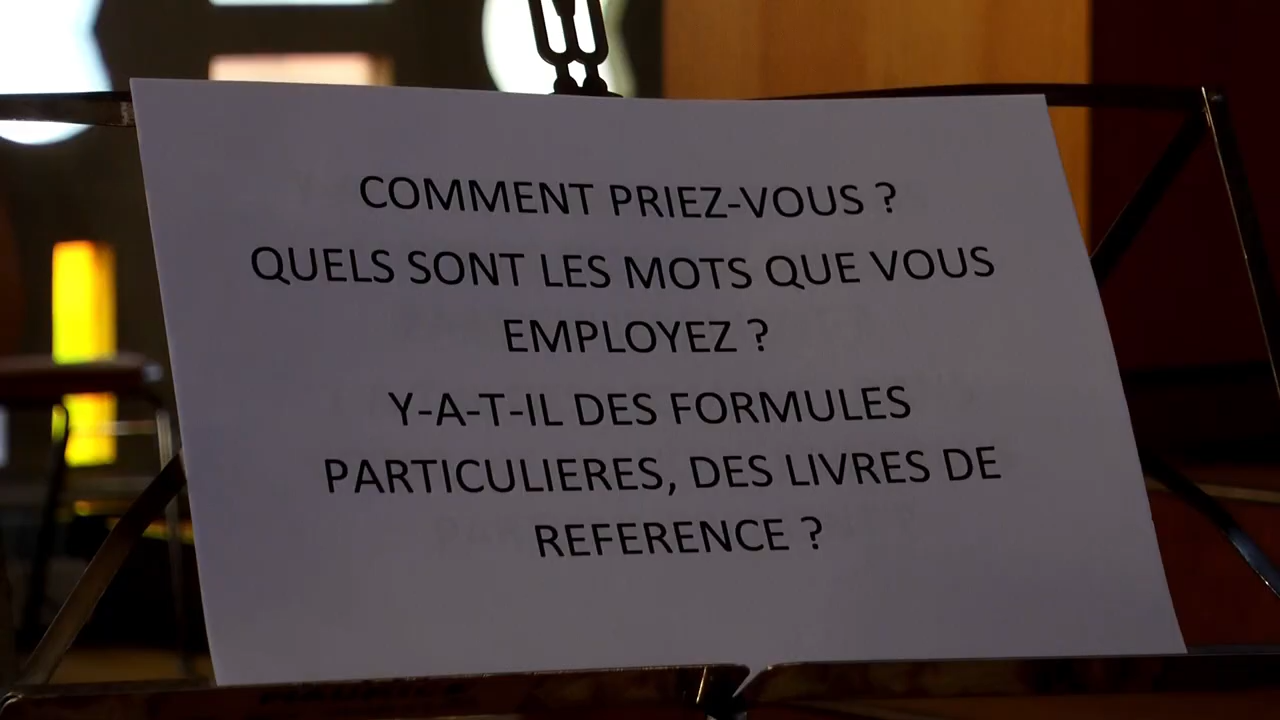 COMMENT PRIEZ-VOUS ?
QUELS SONT LES MOTS QUE VOUS
EMPLOYEZ ?
Y-A-T-IL DES FORMULES
PARTICULIERES, DES LIVRES DE
REFERENCE ?